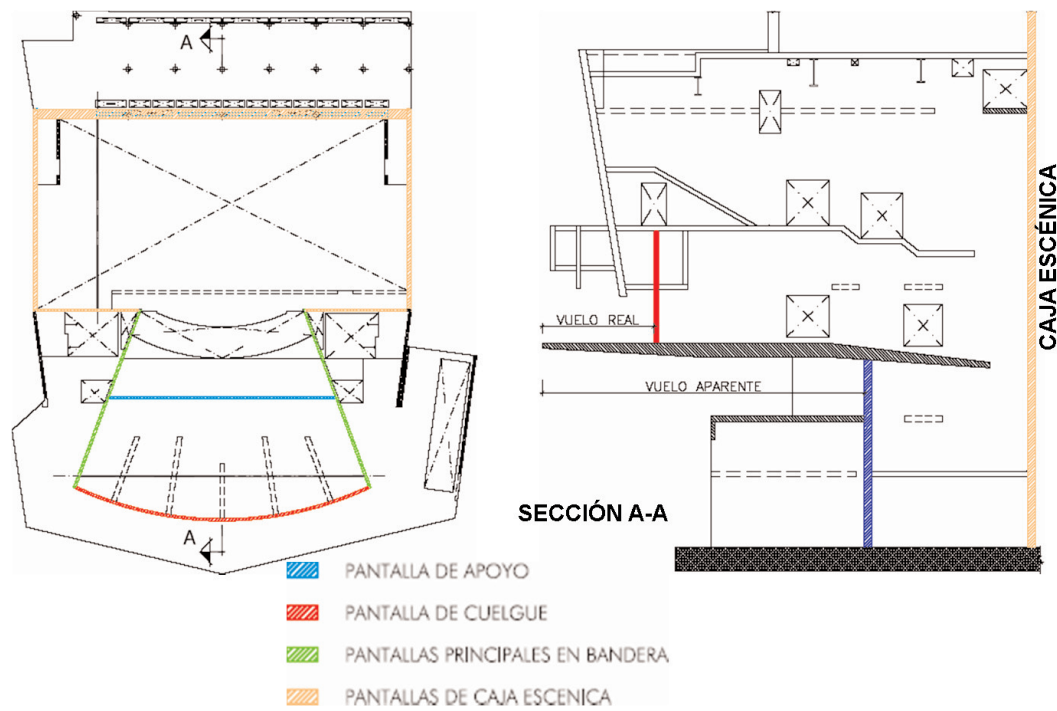 A
A
VUELO REAL
VUELO APARENTE
CAJA ESCÉNICA
SECCIÓN A-A
PANTALLA DE APOYO
PANTALLA DE CUELGUE
PANTALLAS PRINCIPALES EN BANDERA
PANTALLAS DE CAJA ESCENICA